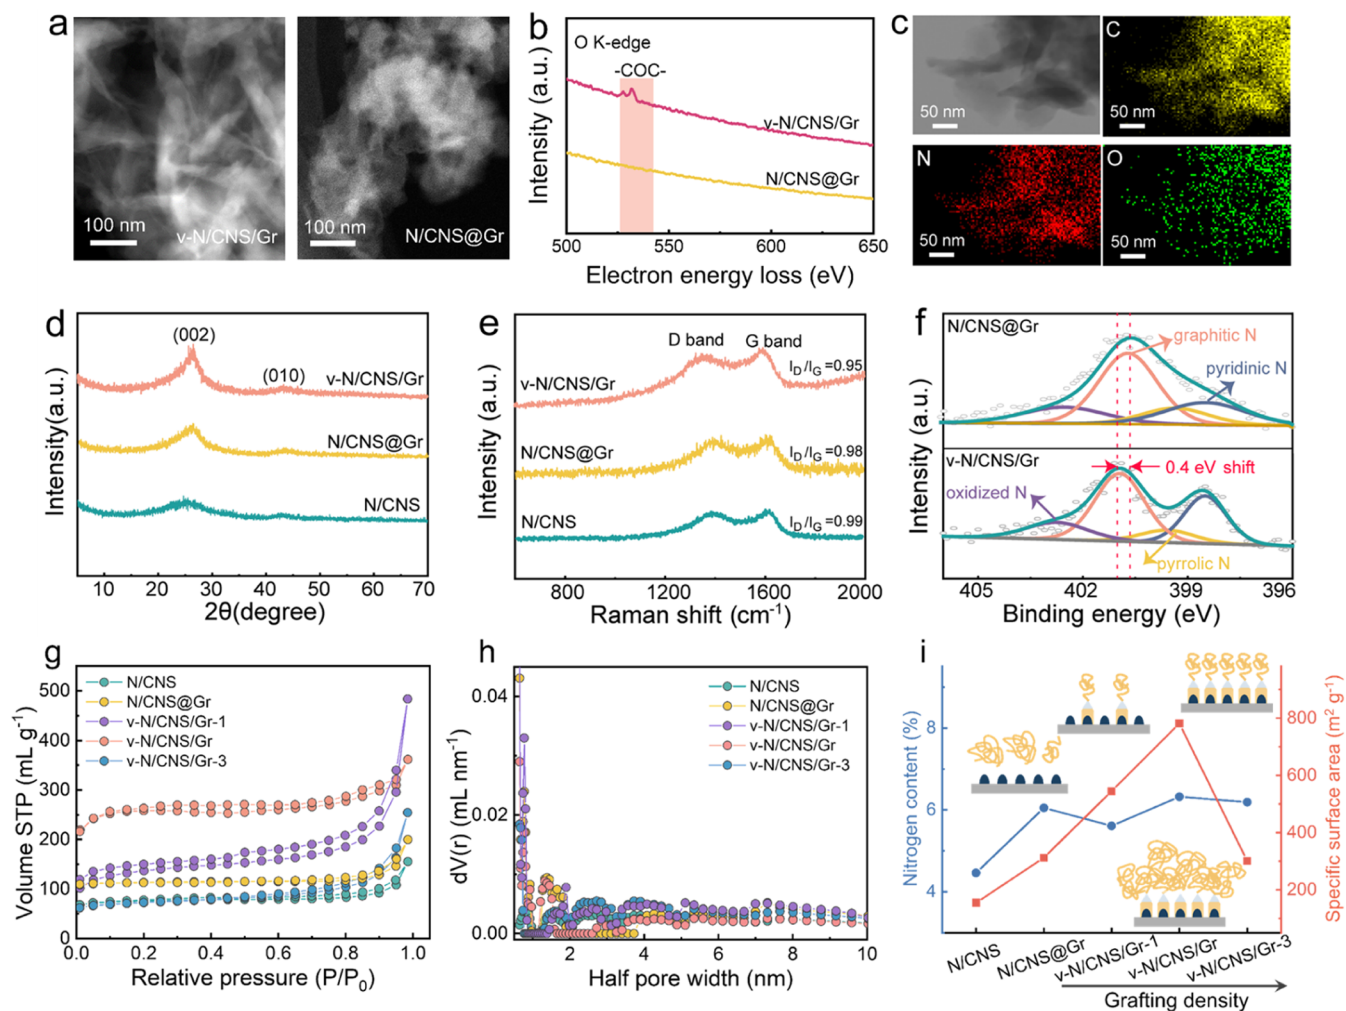 a
100 nm
v-N/CNS/Gr
100 nm
N/CNS@Gr
b
Intensity (a.u.)
O K-edge
-COC-
v-N/CNS/Gr
N/CNS@Gr
500 550 600 650
Electron energy loss (eV)
c
50 nm
C
50 nm
N
50 nm
O
50 nm
d
Intensity(a.u.)
(002)
(010)
v-N/CNS/Gr
N/CNS@Gr
N/CNS
10 20 30 40 50 60 70
2θ(degree)
e
Intensity (a.u.)
D band
G band
v-N/CNS/Gr
I_D/I_G=0.95
N/CNS@Gr
I_D/I_G=0.98
N/CNS
I_D/I_G=0.99
800 1200 1600 2000
Raman shift (cm⁻¹)
f
Intensity (a.u.)
N/CNS@Gr
graphitic N
pyridinic N
v-N/CNS/Gr
0.4 eV shift
oxidized N
pyrrolic N
405 402 399 396
Binding energy (eV)
g
Volume STP (mL g⁻¹)
500
400
300
200
100
0
N/CNS
N/CNS@Gr
v-N/CNS/Gr-1
v-N/CNS/Gr
v-N/CNS/Gr-3
0.0 0.2 0.4 0.6 0.8 1.0
Relative pressure (P/P₀)
h
dV(r) (mL nm⁻¹)
0.04
0.02
0.00
N/CNS
N/CNS@Gr
v-N/CNS/Gr-1
v-N/CNS/Gr
v-N/CNS/Gr-3
2 4 6 8 10
Half pore width (nm)
i
Nitrogen content (%)
8
6
4
Specific surface area (m² g⁻¹)
800
600
400
200
N/CNS
N/CNS@Gr
v-N/CNS/Gr-1
v-N/CNS/Gr
v-N/CNS/Gr-3
Grafting density